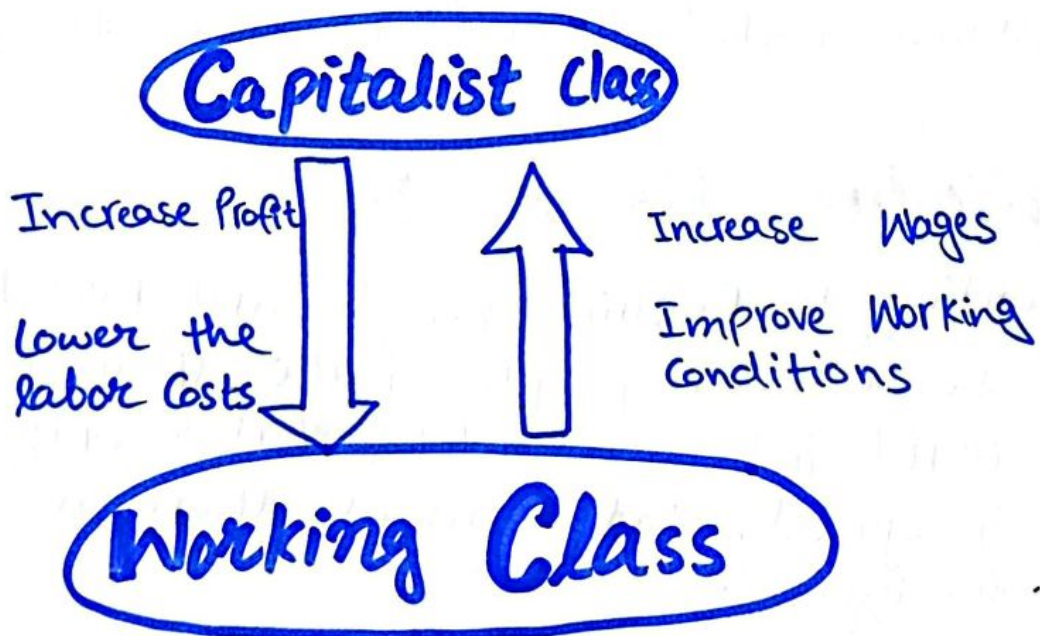 Capitalist Class
Increase Profit
Lower the
labor Costs
Increase Wages
Improve Working
Conditions
Working Class